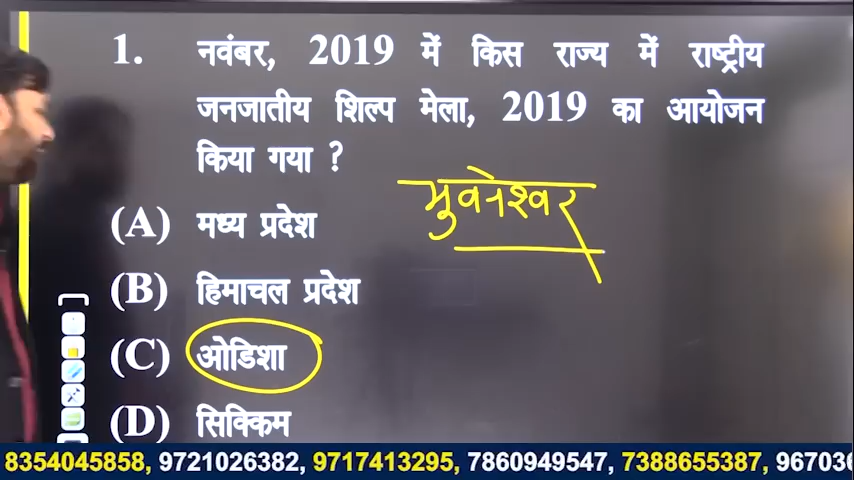 1. नवंबर, 2019 में किस राज्य में राष्ट्रीय
जनजातीय शिल्प मेला, 2019 का आयोजन
किया गया ?
भुवनेश्वर
(A) मध्य प्रदेश
(B) हिमाचल प्रदेश
(C) ओडिशा
(D) सिक्किम
8354045858, 9721026382, 9717413295, 7860949547, 7388655387, 96703